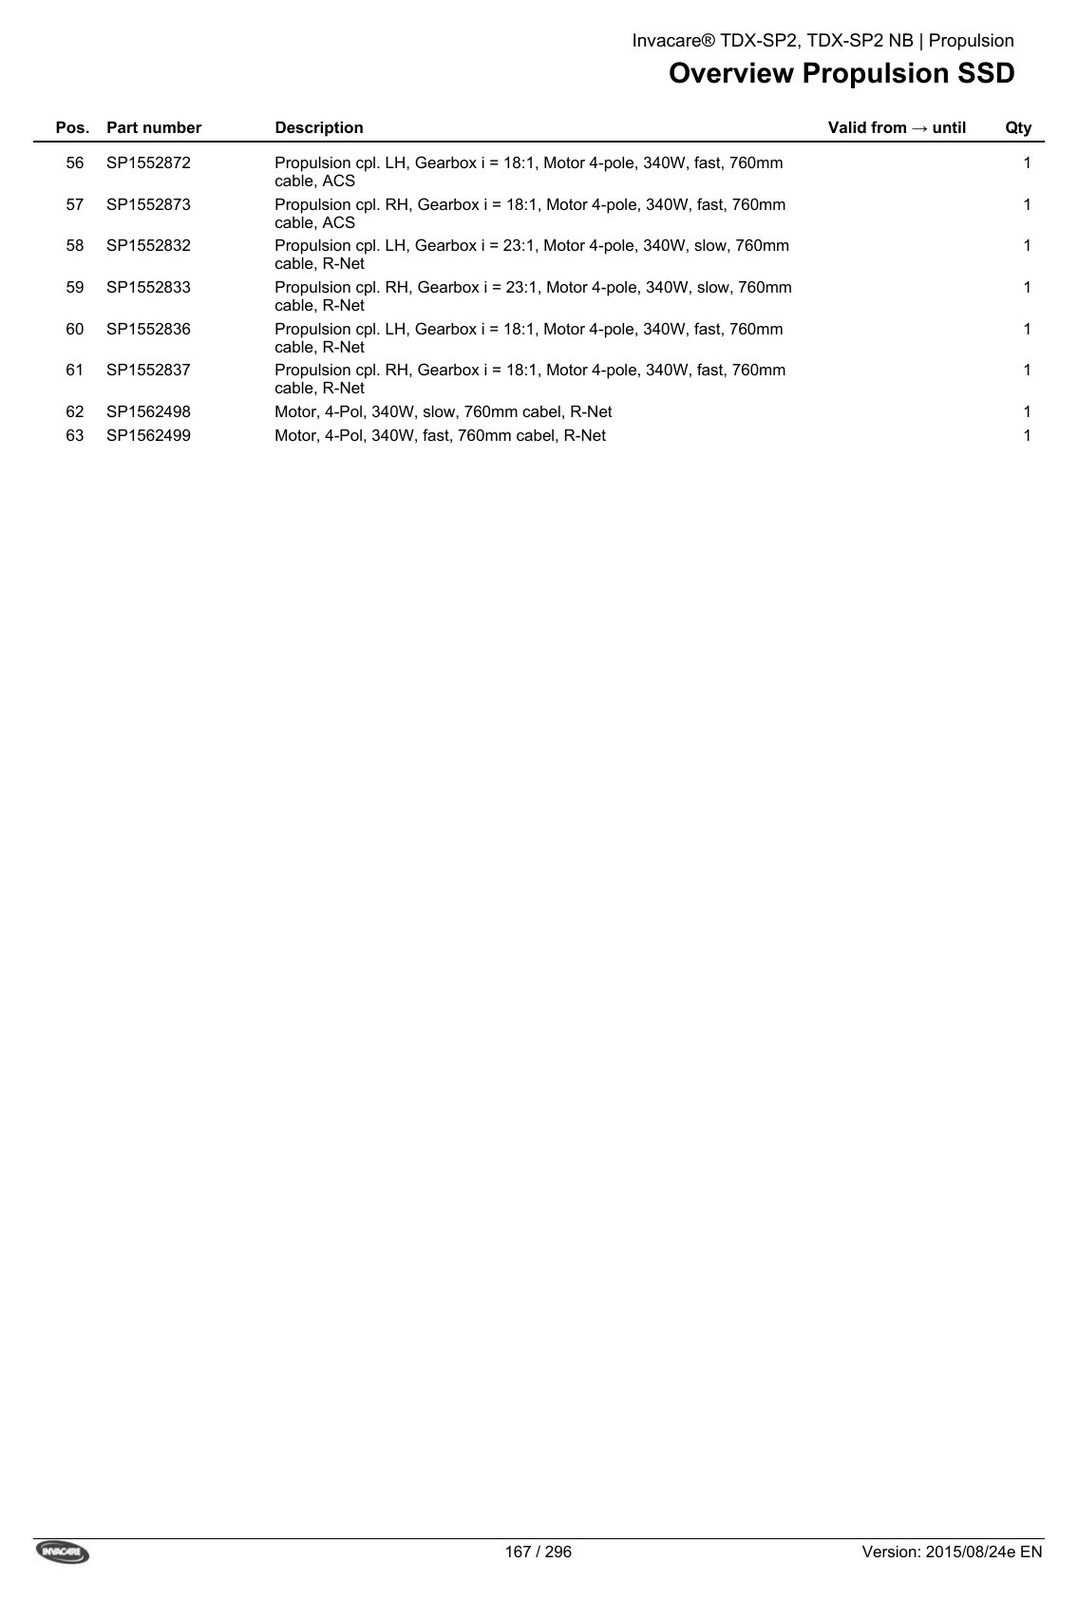 Invacare® TDX-SP2, TDX-SP2 NB | Propulsion
Overview Propulsion SSD
Pos. Part number Description Valid from → until Qty
56 SP1552872 Propulsion cpl. LH, Gearbox i = 18:1, Motor 4-pole, 340W, fast, 760mm 1
cable, ACS
57 SP1552873 Propulsion cpl. RH, Gearbox i = 18:1, Motor 4-pole, 340W, fast, 760mm 1
cable, ACS
58 SP1552832 Propulsion cpl. LH, Gearbox i = 23:1, Motor 4-pole, 340W, slow, 760mm 1
cable, R-Net
59 SP1552833 Propulsion cpl. RH, Gearbox i = 23:1, Motor 4-pole, 340W, slow, 760mm 1
cable, R-Net
60 SP1552836 Propulsion cpl. LH, Gearbox i = 18:1, Motor 4-pole, 340W, fast, 760mm 1
cable, R-Net
61 SP1552837 Propulsion cpl. RH, Gearbox i = 18:1, Motor 4-pole, 340W, fast, 760mm 1
cable, R-Net
62 SP1562498 Motor, 4-Pol, 340W, slow, 760mm cabel, R-Net 1
63 SP1562499 Motor, 4-Pol, 340W, fast, 760mm cabel, R-Net 1
INVACARE 167 / 296 Version: 2015/08/24e EN